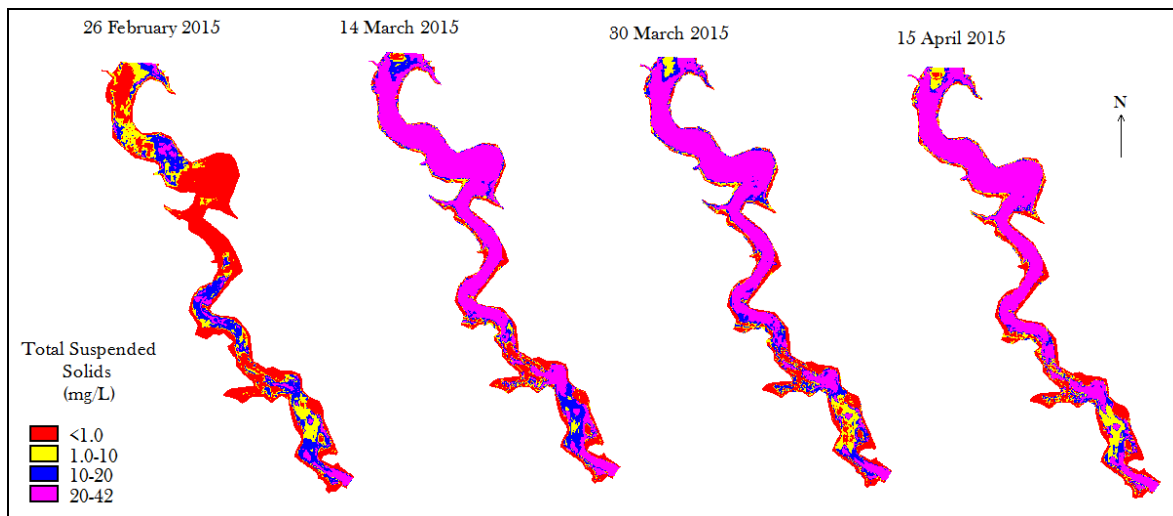 26 February 2015
14 March 2015
30 March 2015
15 April 2015
N
Total Suspended
Solids
(mg/L)
<1.0
1.0-10
10-20
20-42